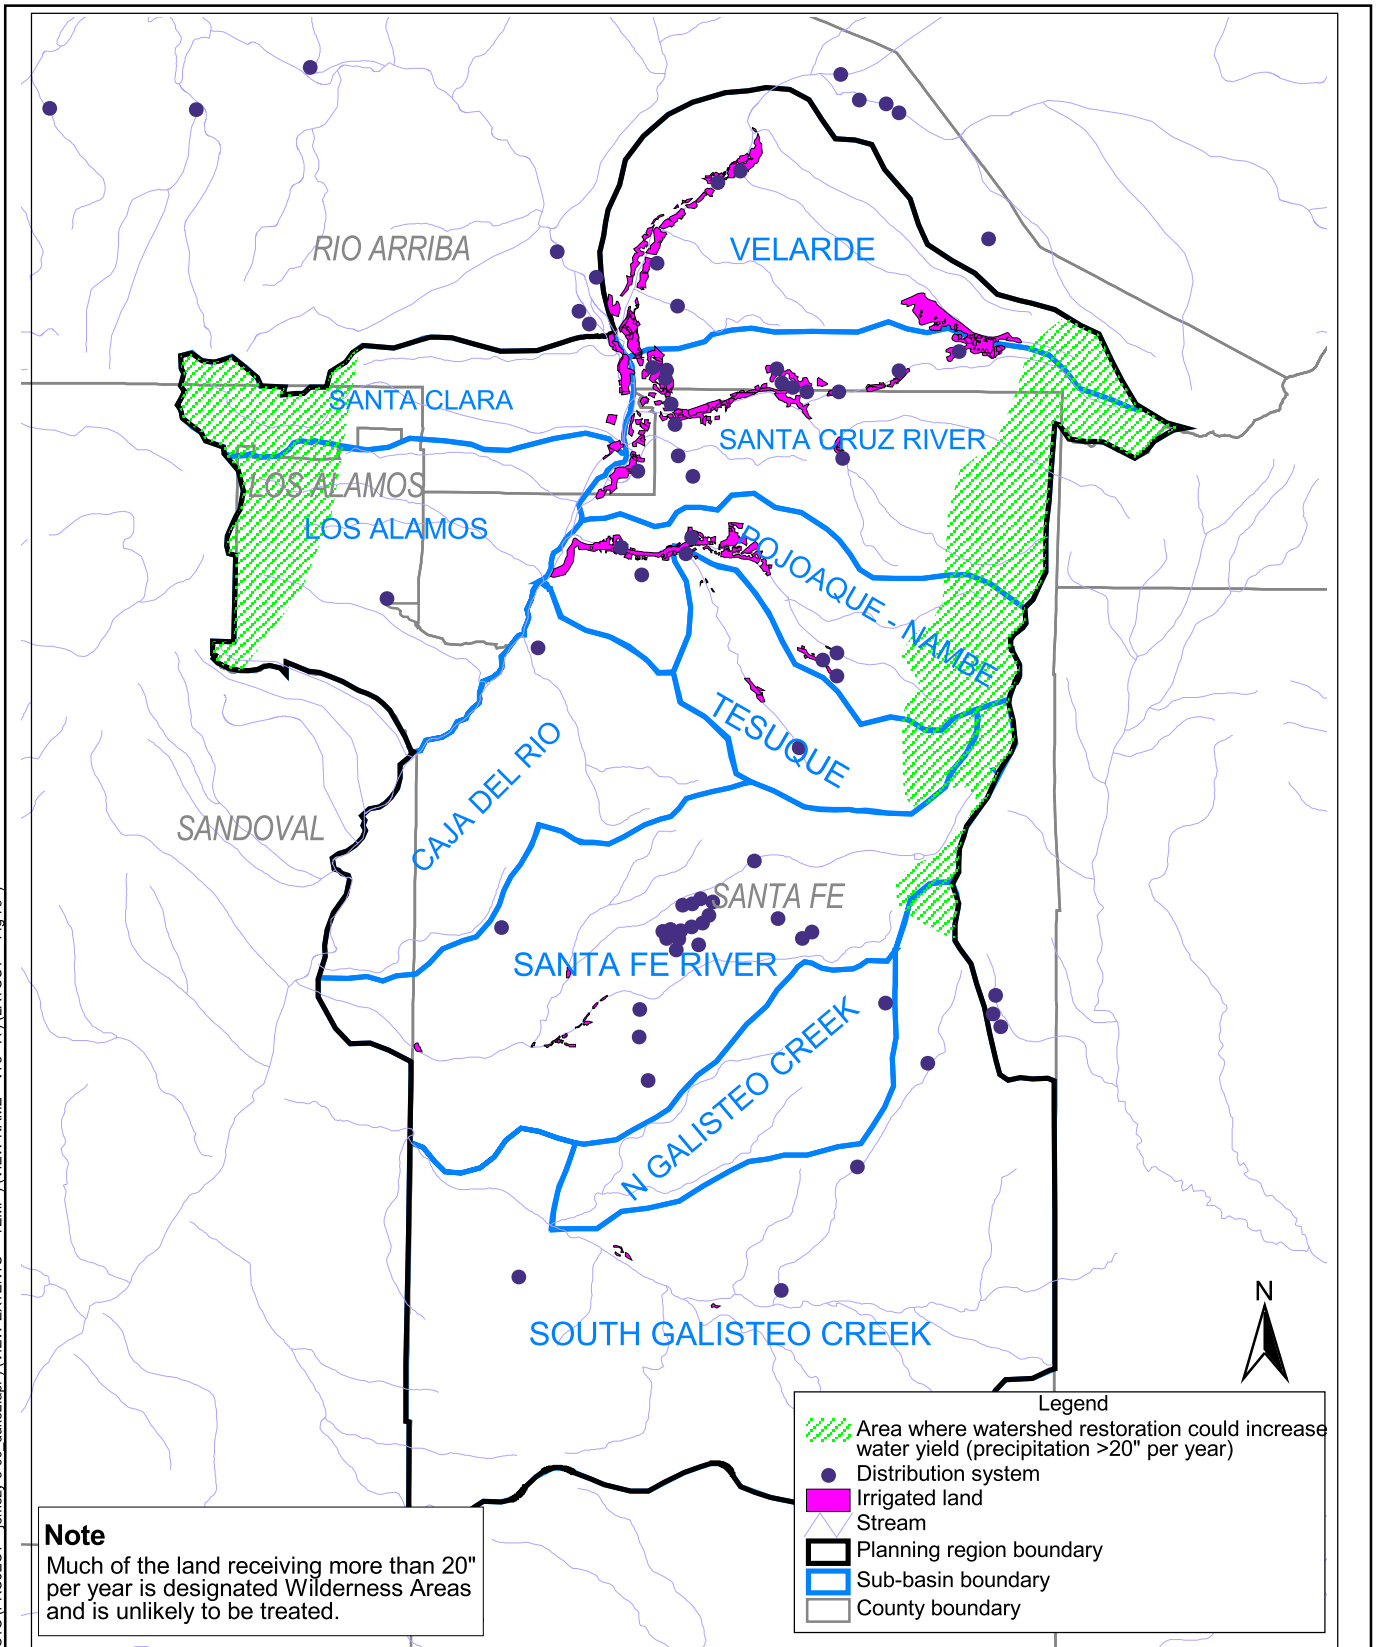 RIO ARRIBA
VELARDE
SANTA CLARA
SANTA CRUZ RIVER
LOS ALAMOS
LOS ALAMOS
POJOAQUE - NAMBE
TESUQUE
CAJA DEL RIO
SANDOVAL
SANTA FE
SANTA FE RIVER
N GALISTEO CREEK
SOUTH GALISTEO CREEK
N
Legend
Area where watershed restoration could increase
water yield (precipitation >20" per year)
Distribution system
Irrigated land
Stream
Planning region boundary
Sub-basin boundary
County boundary
Note
Much of the land receiving more than 20"
per year is designated Wilderness Areas
and is unlikely to be treated.